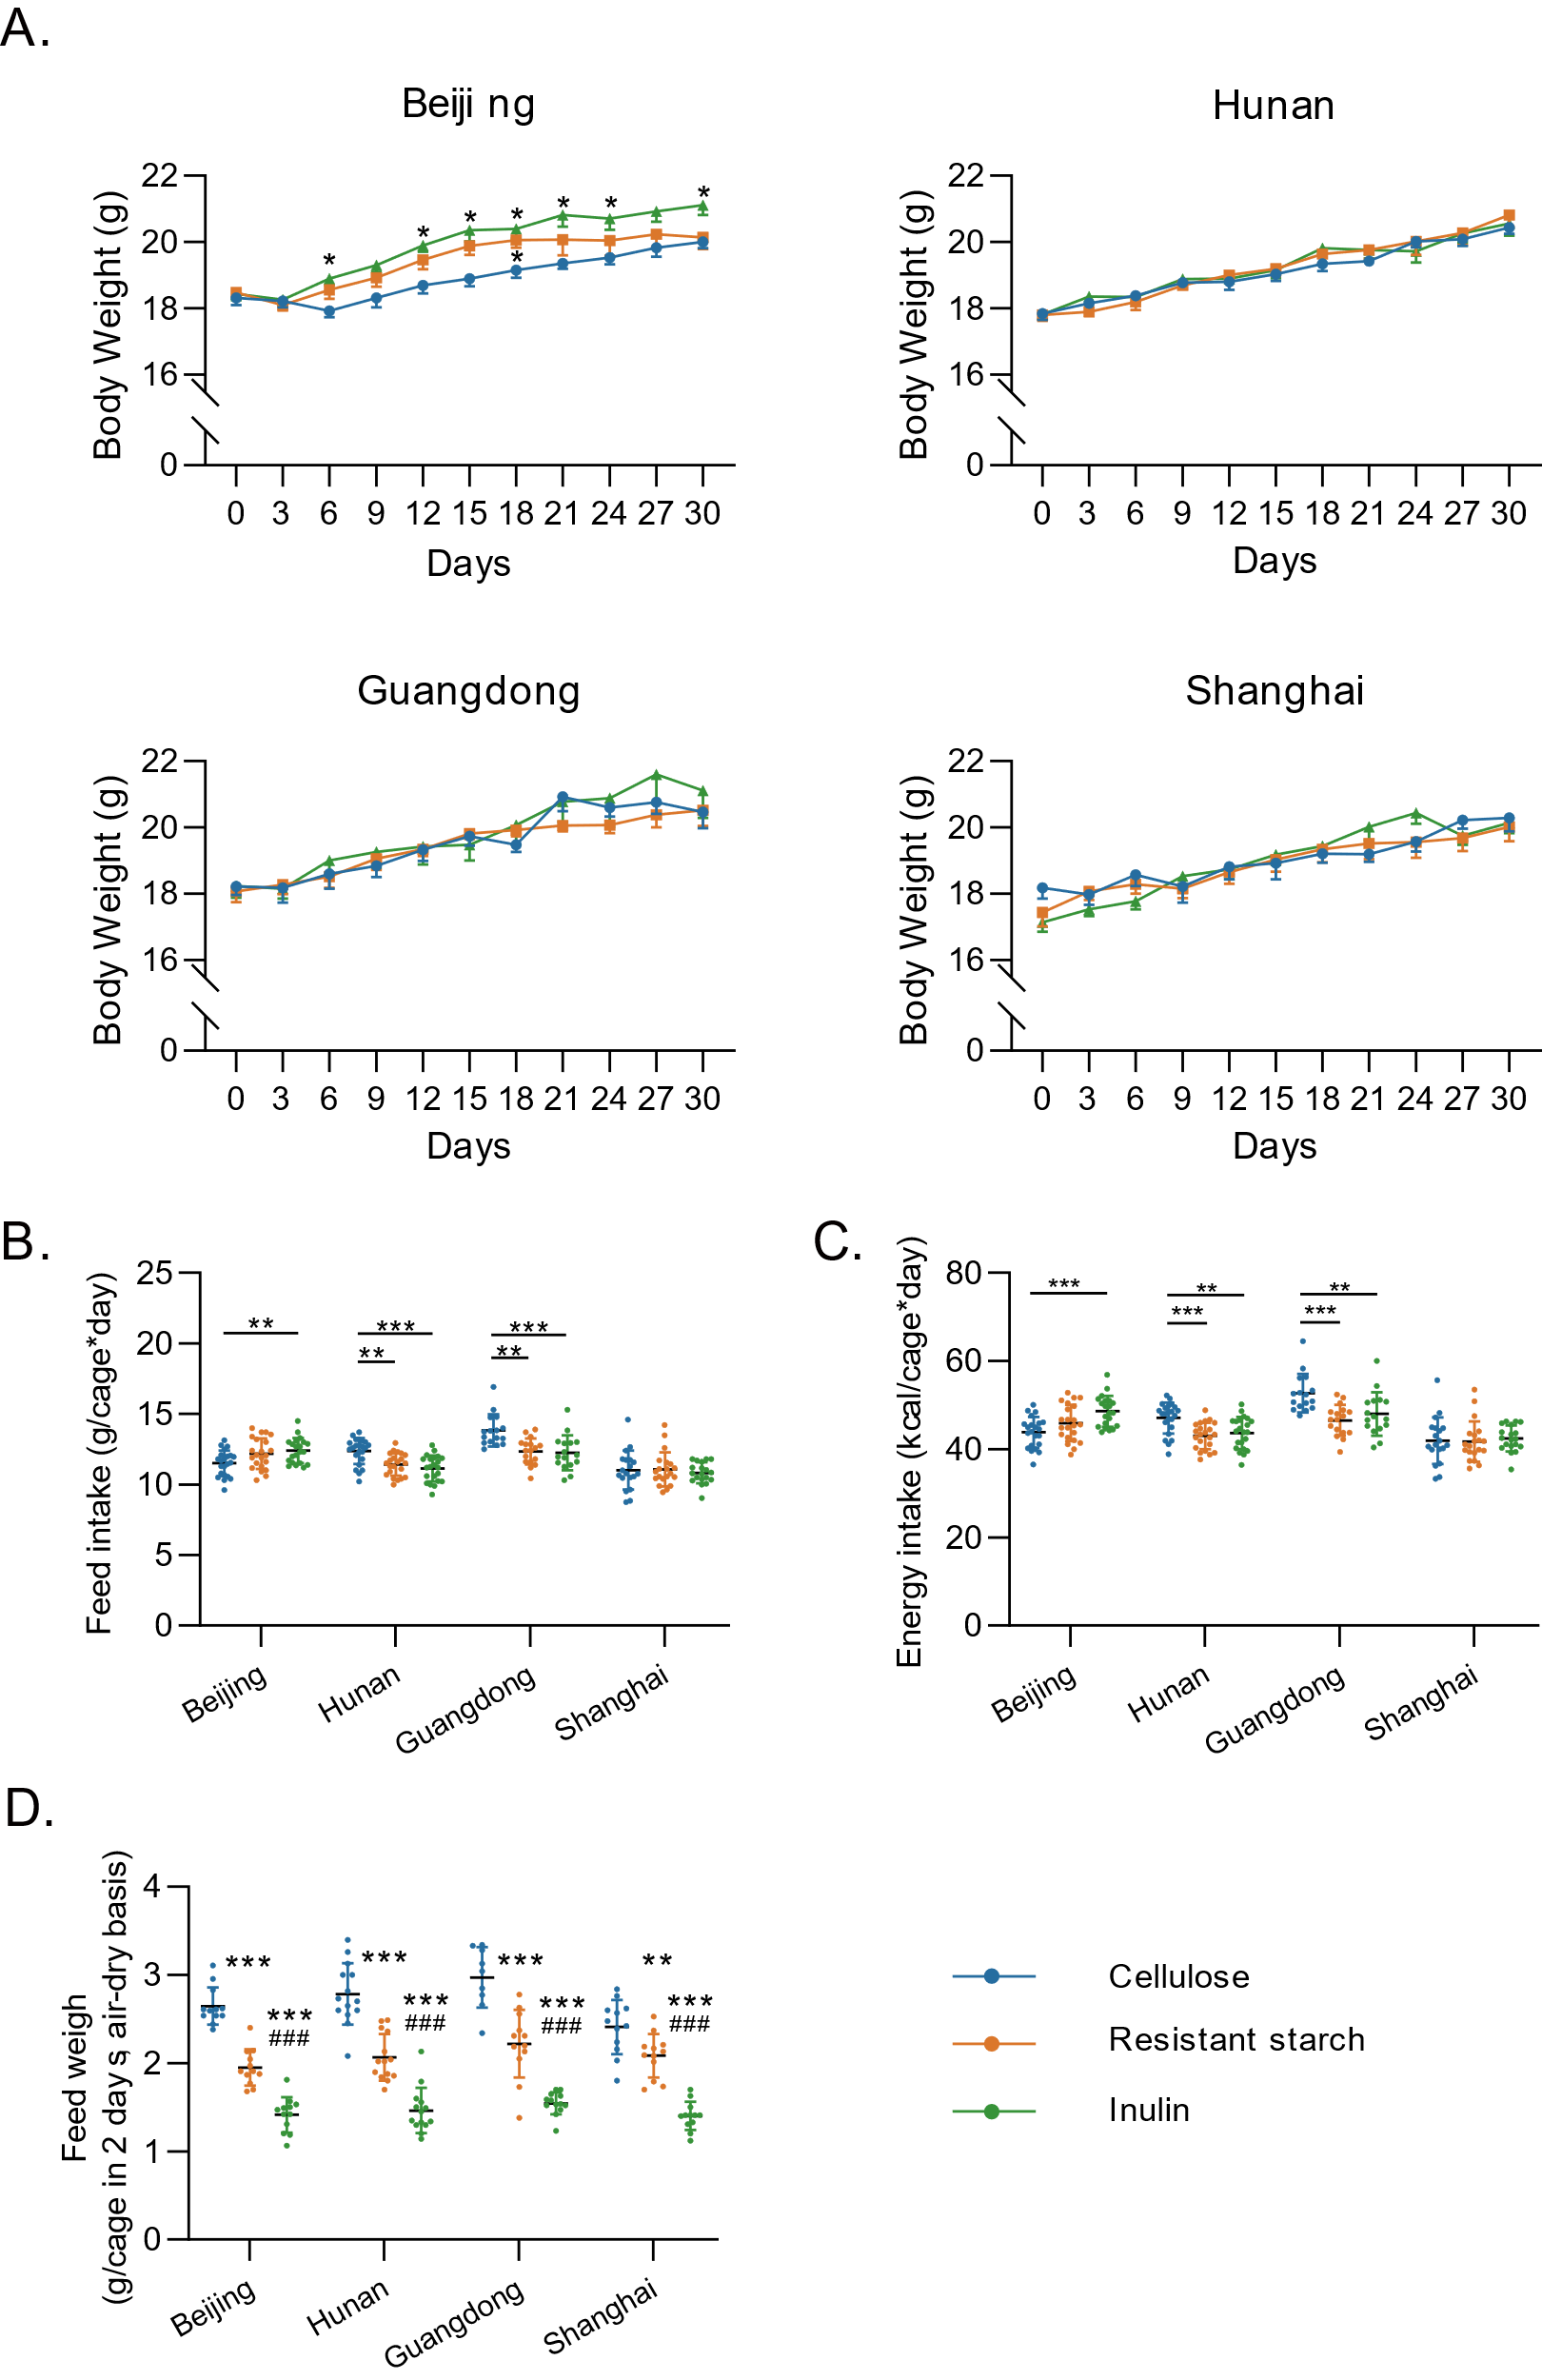 A.
Beiji ng
Hunan
Body Weight (g)
22
20
18
16
0
* * * * * * *
*
0 3 6 9 12 15 18 21 24 27 30
Days
Body Weight (g)
22
20
18
16
0
0 3 6 9 12 15 18 21 24 27 30
Days
Guangdong
Shanghai
Body Weight (g)
22
20
18
16
0
0 3 6 9 12 15 18 21 24 27 30
Days
Body Weight (g)
22
20
18
16
0
0 3 6 9 12 15 18 21 24 27 30
Days
B.
Feed intake (g/cage*day)
25
20
15
10
5
0
** *** ***
** **
Beijing Hunan Guangdong Shanghai
C.
Energy intake (kcal/cage*day)
80
60
40
20
0
*** ** **
*** ***
Beijing Hunan Guangdong Shanghai
D.
Feed weigh
(g/cage in 2 days, air-dry basis)
4
3
2
1
0
*** *** *** **
*** *** *** ***
### ### ### ###
Beijing Hunan Guangdong Shanghai
Cellulose
Resistant starch
Inulin